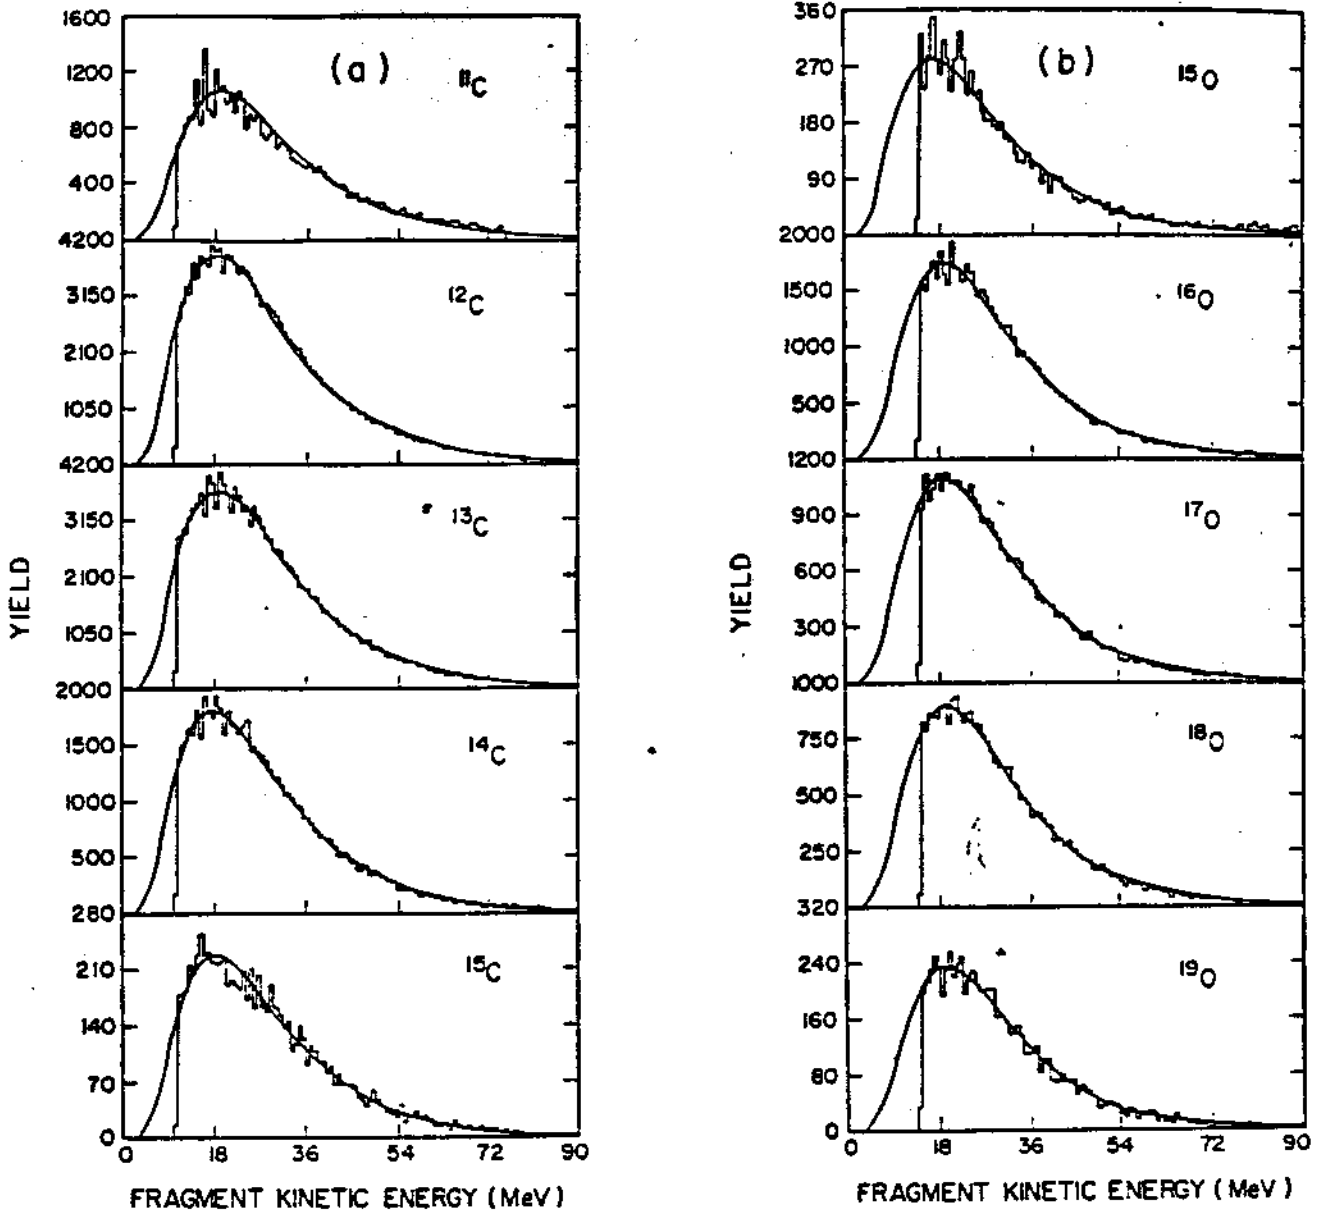 (a)
1600
1200
800
400
¹¹C
4200
3150
2100
1050
¹²C
4200
3150
2100
1050
¹³C
2000
1500
1000
500
¹⁴C
280
210
140
70
0
¹⁵C
0 18 36 54 72 90
YIELD
FRAGMENT KINETIC ENERGY (MeV)
(b)
360
270
180
90
¹⁵O
2000
1500
1000
500
¹⁶O
1200
900
600
300
¹⁷O
1000
750
500
250
¹⁸O
320
240
160
80
0
¹⁹O
0 18 36 54 72 90
YIELD
FRAGMENT KINETIC ENERGY (MeV)